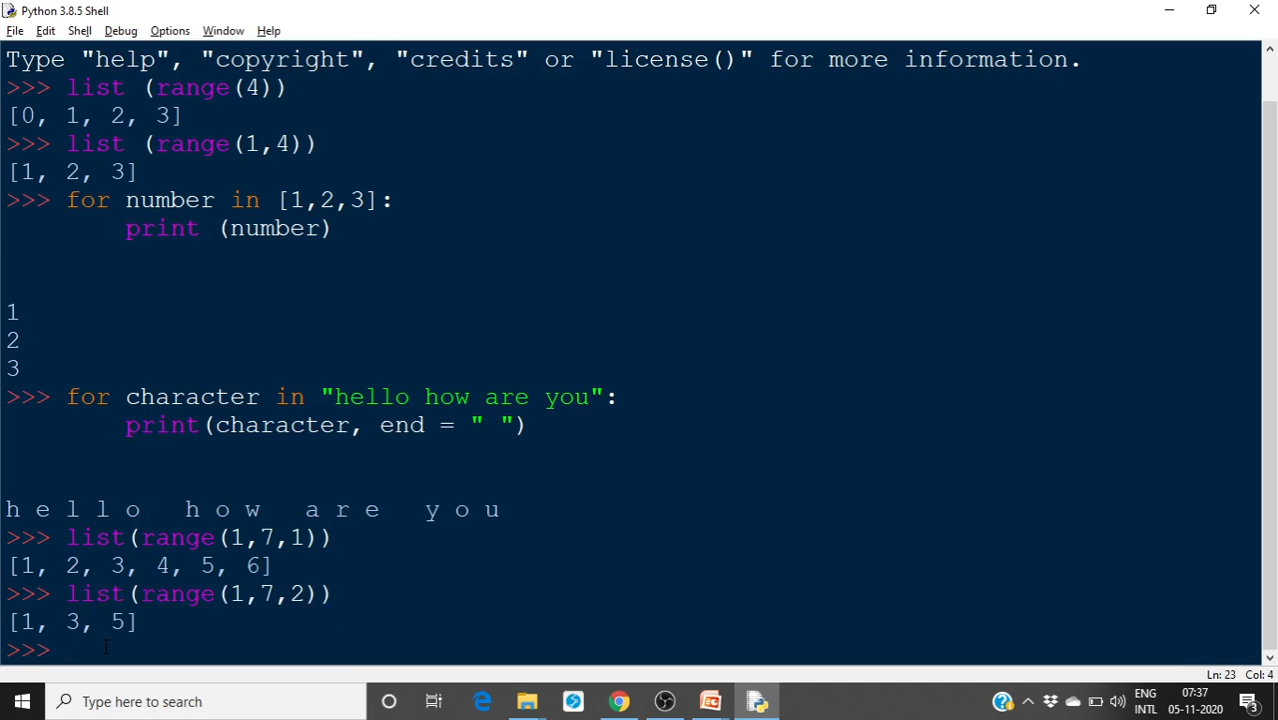 Python 3.8.5 Shell
File Edit Shell Debug Options Window Help
Type "help", "copyright", "credits" or "license()" for more information.
>>> list (range(4))
[0, 1, 2, 3]
>>> list (range(1,4))
[1, 2, 3]
>>> for number in [1,2,3]:
print (number)
1
2
3
>>> for character in "hello how are you":
print(character, end = " ")
h e l l o   h o w   a r e   y o u
>>> list(range(1,7,1))
[1, 2, 3, 4, 5, 6]
>>> list(range(1,7,2))
[1, 3, 5]
>>>
Ln: 23 Col: 4
Type here to search
ENG 07:37
INTL 05-11-2020 3